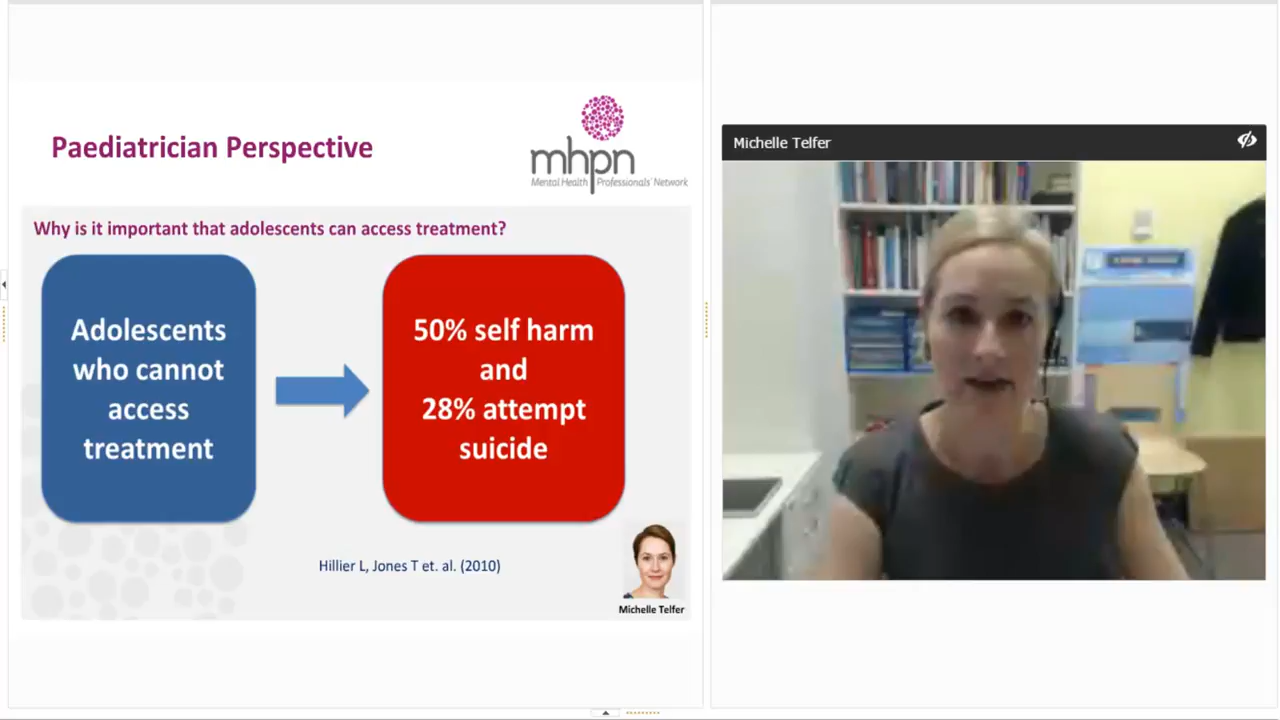 Paediatrician Perspective
mhpn
Mental Health Professionals' Network
Why is it important that adolescents can access treatment?
Adolescents
who cannot
access
treatment
50% self harm
and
28% attempt
suicide
Hillier L, Jones T et. al. (2010)
Michelle Telfer
Michelle Telfer